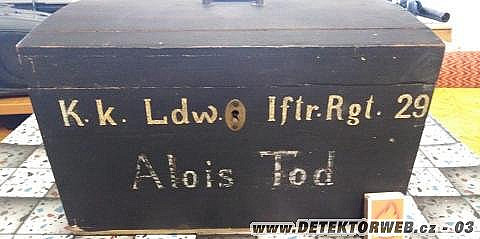 K. k. Ldw. Iftr. Rgt. 29
Alois Tod
www.DETEKTORWEB.cz - 03